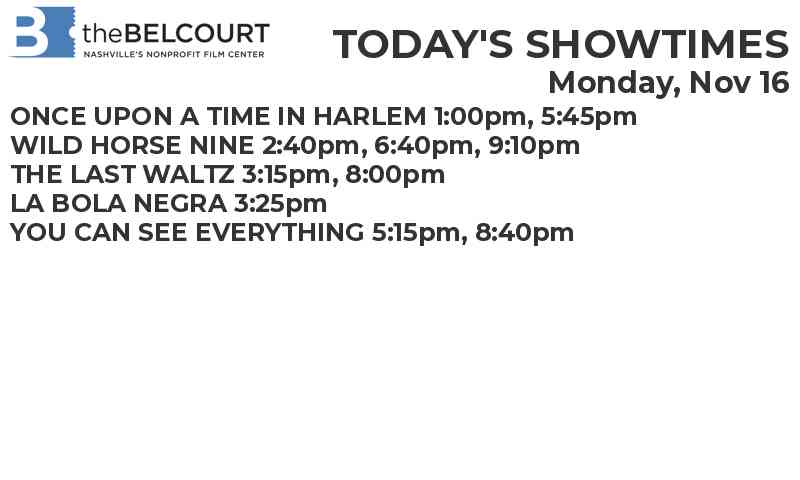 B theBELCOURT
NASHVILLE'S NONPROFIT FILM CENTER
TODAY'S SHOWTIMES
Monday, Nov 16
ONCE UPON A TIME IN HARLEM 1:00pm, 5:45pm
WILD HORSE NINE 2:40pm, 6:40pm, 9:10pm
THE LAST WALTZ 3:15pm, 8:00pm
LA BOLA NEGRA 3:25pm
YOU CAN SEE EVERYTHING 5:15pm, 8:40pm